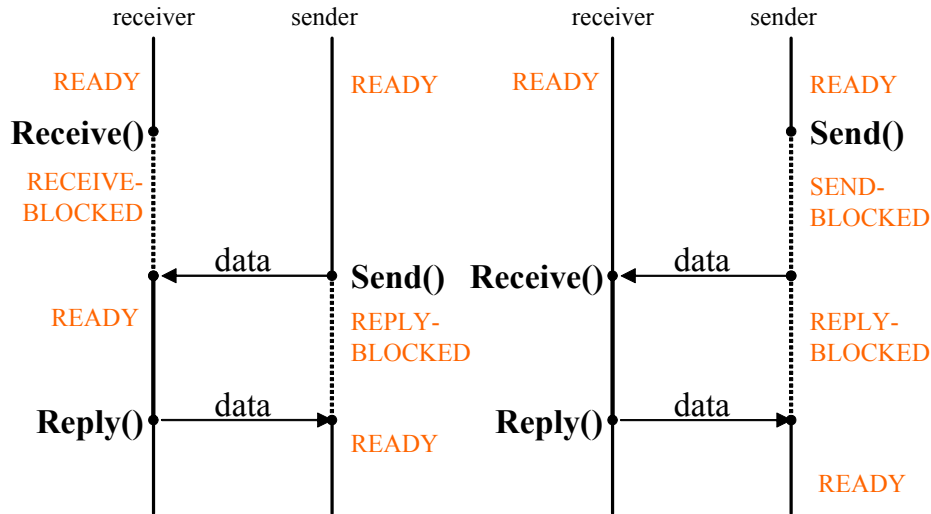 receiver
sender
READY
READY
Receive()
RECEIVE-
BLOCKED
data
Send()
READY
REPLY-
BLOCKED
Reply()
data
READY
receiver
sender
READY
READY
Send()
SEND-
BLOCKED
Receive()
data
REPLY-
BLOCKED
Reply()
data
READY